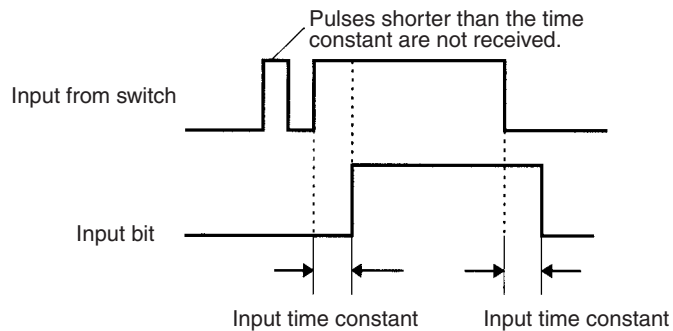 Pulses shorter than the time
constant are not received.
Input from switch
Input bit
Input time constant
Input time constant